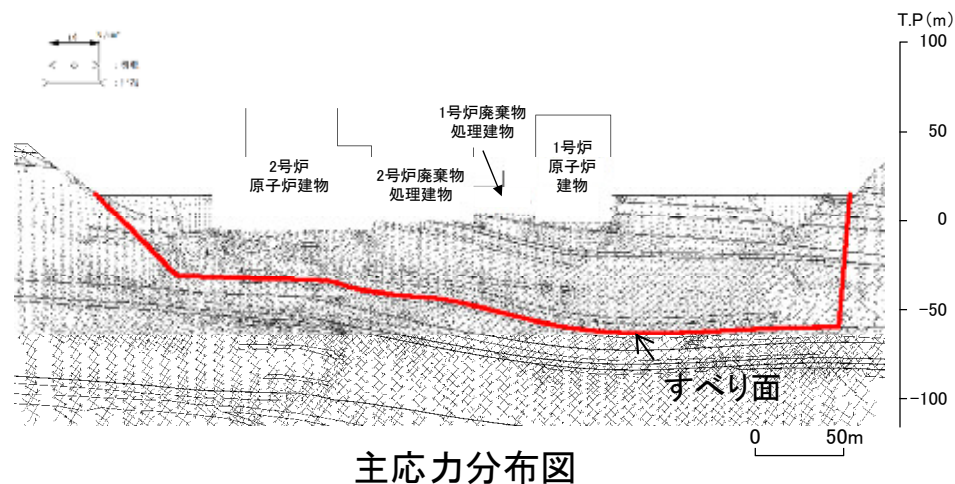 T.P(m)
100
50
0
-50
-100
1号炉廃棄物
処理建物
2号炉
原子炉建物
2号炉廃棄物
処理建物
1号炉
原子炉
建物
すべり面
0 50m
主応力分布図